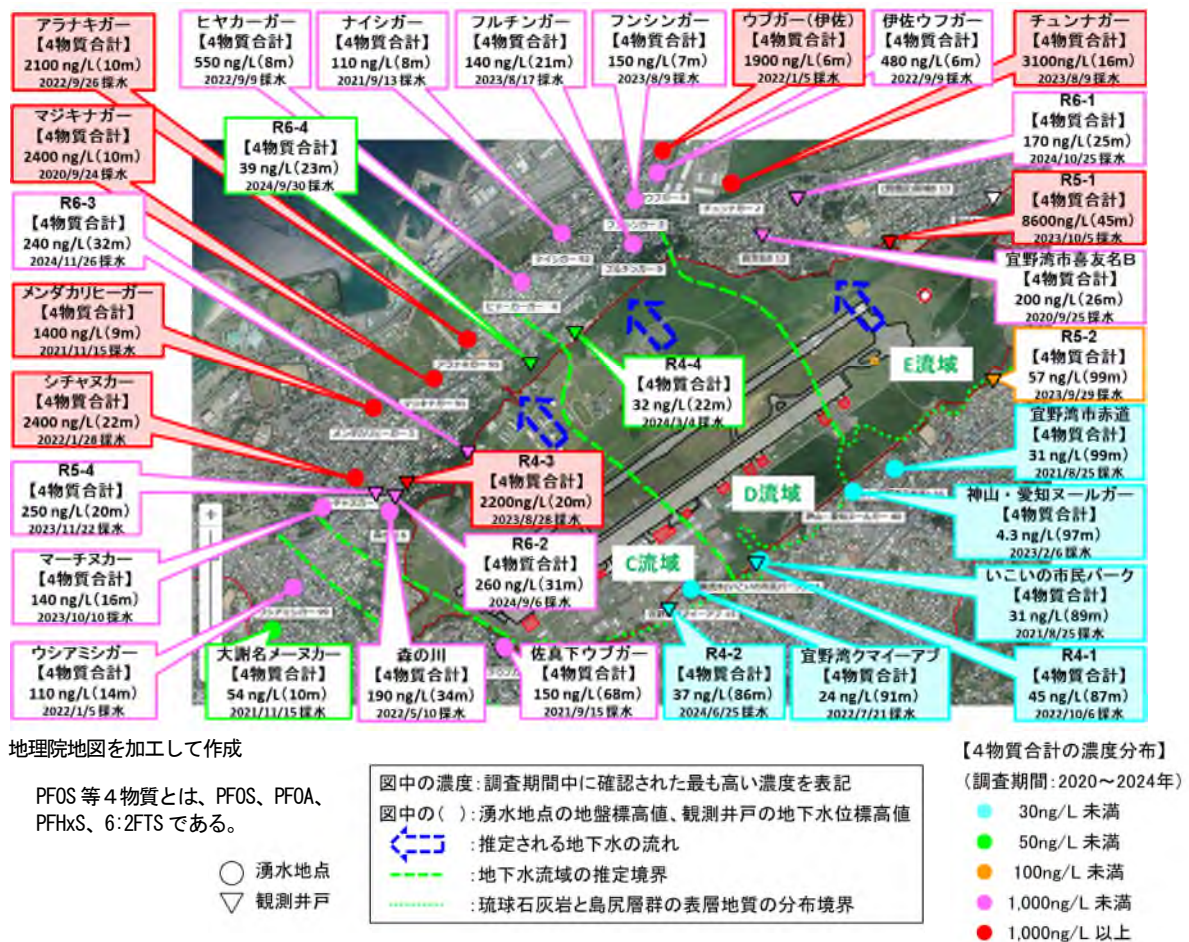 アラナキガー
【4物質合計】
2100 ng/L(10m)
2022/9/26 採水
ヒヤカーガー
【4物質合計】
550 ng/L(8m)
2022/9/9 採水
ナイシガー
【4物質合計】
110 ng/L(8m)
2021/9/13 採水
フルチンガー
【4物質合計】
140 ng/L(21m)
2023/8/17 採水
フンシンガー
【4物質合計】
150 ng/L(7m)
2023/8/9 採水
ウブガー(伊佐)
【4物質合計】
1900 ng/L(6m)
2022/1/5 採水
伊佐ウフガー
【4物質合計】
480 ng/L(6m)
2022/9/9 採水
チュンナガー
【4物質合計】
3100 ng/L(16m)
2023/8/9 採水
マジキナガー
【4物質合計】
2400 ng/L(10m)
2020/9/24 採水
R6-4
【4物質合計】
39 ng/L(23m)
2024/9/30 採水
R6-1
【4物質合計】
170 ng/L(25m)
2024/10/25 採水
R6-3
【4物質合計】
240 ng/L(32m)
2024/11/26 採水
R5-1
【4物質合計】
8600ng/L(45m)
2023/10/5 採水
宜野湾市喜友名B
【4物質合計】
200 ng/L(26m)
2020/9/25 採水
メンダカリヒーガー
【4物質合計】
1400 ng/L(9m)
2021/11/15 採水
R4-4
【4物質合計】
32 ng/L(22m)
2024/3/4 採水
R5-2
【4物質合計】
57 ng/L(99m)
2023/9/29 採水
シチャヌカー
【4物質合計】
2400 ng/L(22m)
2022/1/28 採水
宜野湾市赤道
【4物質合計】
31 ng/L(99m)
2021/8/25 採水
E流域
D流域
C流域
R5-4
【4物質合計】
250 ng/L(20m)
2023/11/22 採水
R4-3
【4物質合計】
2200ng/L(20m)
2023/8/28 採水
神山・愛知ヌールガー
【4物質合計】
4.3 ng/L(97m)
2023/2/6 採水
マーチヌカー
【4物質合計】
140 ng/L(16m)
2023/10/10 採水
R6-2
【4物質合計】
260 ng/L(31m)
2024/9/6 採水
いこいの市民パーク
【4物質合計】
31 ng/L(89m)
2021/8/25 採水
ウシアミシガー
【4物質合計】
110 ng/L(14m)
2022/1/5 採水
大謝名メーヌカー
【4物質合計】
54 ng/L(10m)
2021/11/15 採水
森の川
【4物質合計】
190 ng/L(34m)
2022/5/10 採水
佐真下ウブガー
【4物質合計】
150 ng/L(68m)
2021/9/15 採水
R4-2
【4物質合計】
37 ng/L(86m)
2024/6/25 採水
宜野湾クマイーアブ
【4物質合計】
24 ng/L(91m)
2022/7/21 採水
R4-1
【4物質合計】
45 ng/L(87m)
2022/10/6 採水
地理院地図を加工して作成
PFOS 等４物質とは、PFOS、PFOA、
PFHxS、6:2FTS である。
湧水地点
観測井戸
図中の濃度：調査期間中に確認された最も高い濃度を表記
図中の( )：湧水地点の地盤標高値、観測井戸の地下水位標高値
：推定される地下水の流れ
：地下水流域の推定境界
：琉球石灰岩と島尻層群の表層地質の分布境界
【4物質合計の濃度分布】
(調査期間：2020～2024年)
30ng/L 未満
50ng/L 未満
100ng/L 未満
1,000ng/L 未満
1,000ng/L 以上